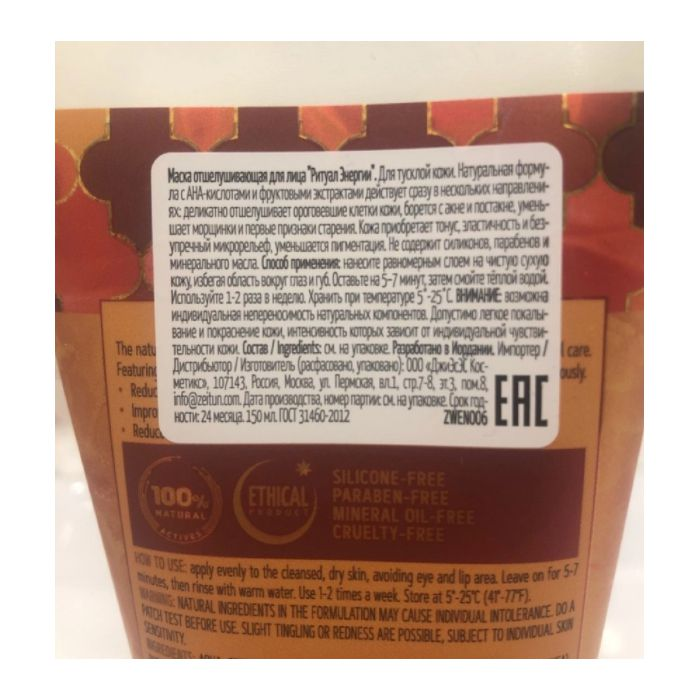 Маска отшелушивающая для лица "Ритуал Энергии". Для тусклой кожи. Натуральная форму-
ла с АНА-кислотами и фруктовыми экстрактами действует сразу в нескольких направлени-
ях: деликатно отшелушивает ороговевшие клетки кожи, борется с акне и постакне, умень-
шает морщинки и первые признаки старения. Кожа приобретает тонус, эластичность и без-
упречный микрорельеф, уменьшается пигментация. Не содержит силиконов, парабенов и
минерального масла. Способ применения: нанесите равномерным слоем на чистую сухую
кожу, избегая область вокруг глаз и губ. Оставьте на 5-7 минут, затем смойте тёплой водой.
Используйте 1-2 раза в неделю. Хранить при температуре 5°-25°С. ВНИМАНИЕ: возможна
индивидуальная непереносимость натуральных компонентов. Допустимо легкое покалы-
вание и покраснение кожи, интенсивность которых зависит от индивидуальной чувстви-
тельности кожи. Состав / Ingredients: см. на упаковке. Разработано в Иордании. Импортер /
Дистрибьютор / Изготовитель (расфасовано, упаковано): ООО «ДжиЭсЭс Кос-
метикс», 107143, Россия, Москва, ул. Пермская, вл.1, стр.7-8, эт.3, пом.8,
info@zeitun.com. Дата производства, номер партии: см. на упаковке. Срок год-
ности: 24 месяца. 150 мл. ГОСТ 31460-2012 ZWEN006 EAC
The natu
care.
Featuring
ously.
• Reduc
• Impro
• Reduc
100%
NATURAL
ACTIVES
ETHICAL
PRODUCT
SILICONE-FREE
PARABEN-FREE
MINERAL OIL-FREE
CRUELTY-FREE
HOW TO USE: apply evenly to the cleansed, dry skin, avoiding eye and lip area. Leave on for 5-7
minutes, then rinse with warm water. Use 1-2 times a week. Store at 5°-25°C (41°-77°F).
WARNING: NATURAL INGREDIENTS IN THE FORMULATION MAY CAUSE INDIVIDUAL INTOLERANCE. DO A
PATCH TEST BEFORE USE. SLIGHT TINGLING OR REDNESS ARE POSSIBLE, SUBJECT TO INDIVIDUAL SKIN
SENSITIVITY.
INGREDIENTS: